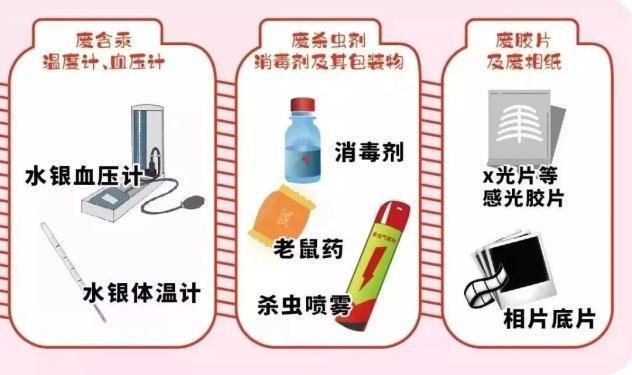 废含汞
温度计、血压计
水银血压计
水银体温计
废杀虫剂
消毒剂及其包装物
消毒剂
鼠
老鼠药
杀虫喷雾
废胶片
及废相纸
x光片等
感光胶片
相片底片